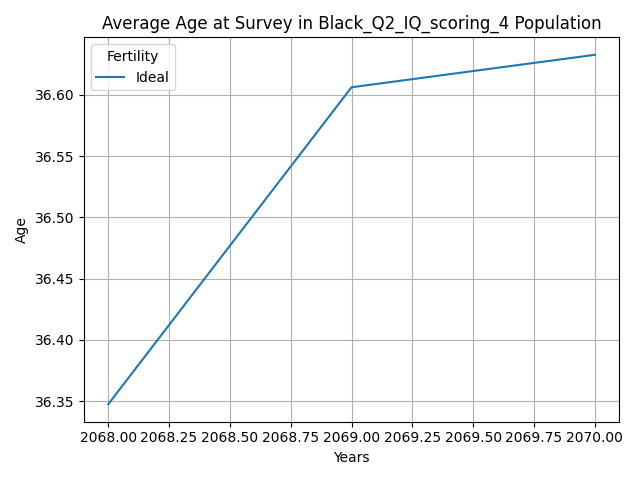 Average Age at Survey in Black_Q2_IQ_scoring_4 Population
Fertility
Ideal
Age
36.60
36.55
36.50
36.45
36.40
36.35
2068.00 2068.25 2068.50 2068.75 2069.00 2069.25 2069.50 2069.75 2070.00
Years